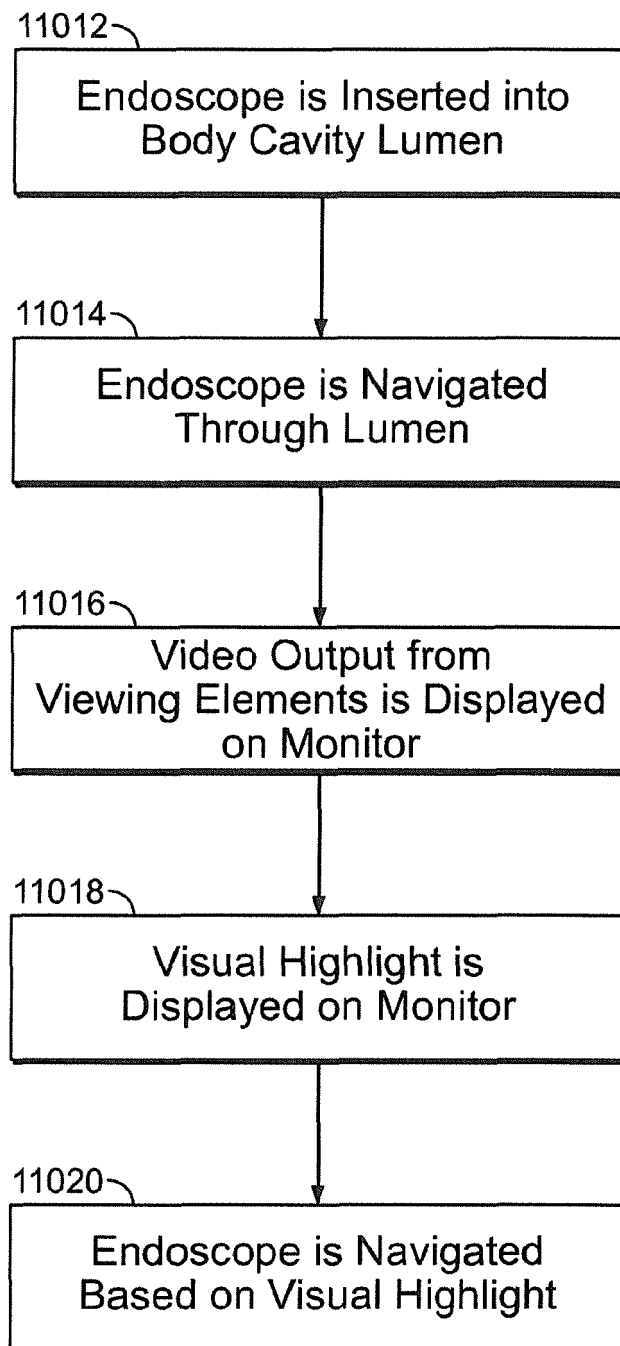 11012
Endoscope is Inserted into
Body Cavity Lumen
11014
Endoscope is Navigated
Through Lumen
11016
Video Output from
Viewing Elements is Displayed
on Monitor
11018
Visual Highlight is
Displayed on Monitor
11020
Endoscope is Navigated
Based on Visual Highlight